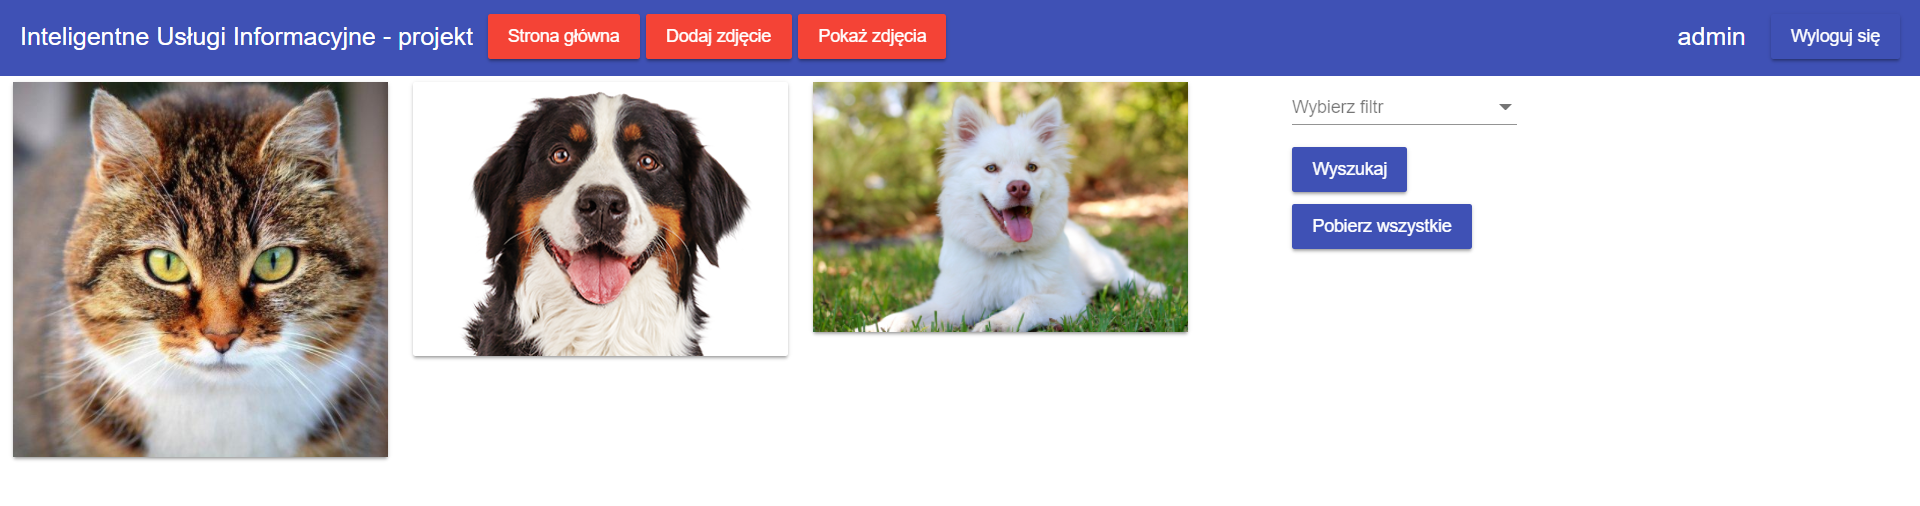 Inteligentne Usługi Informacyjne - projekt Strona główna Dodaj zdjęcie Pokaż zdjęcia admin Wyloguj się
Wybierz filtr
Wyszukaj
Pobierz wszystkie